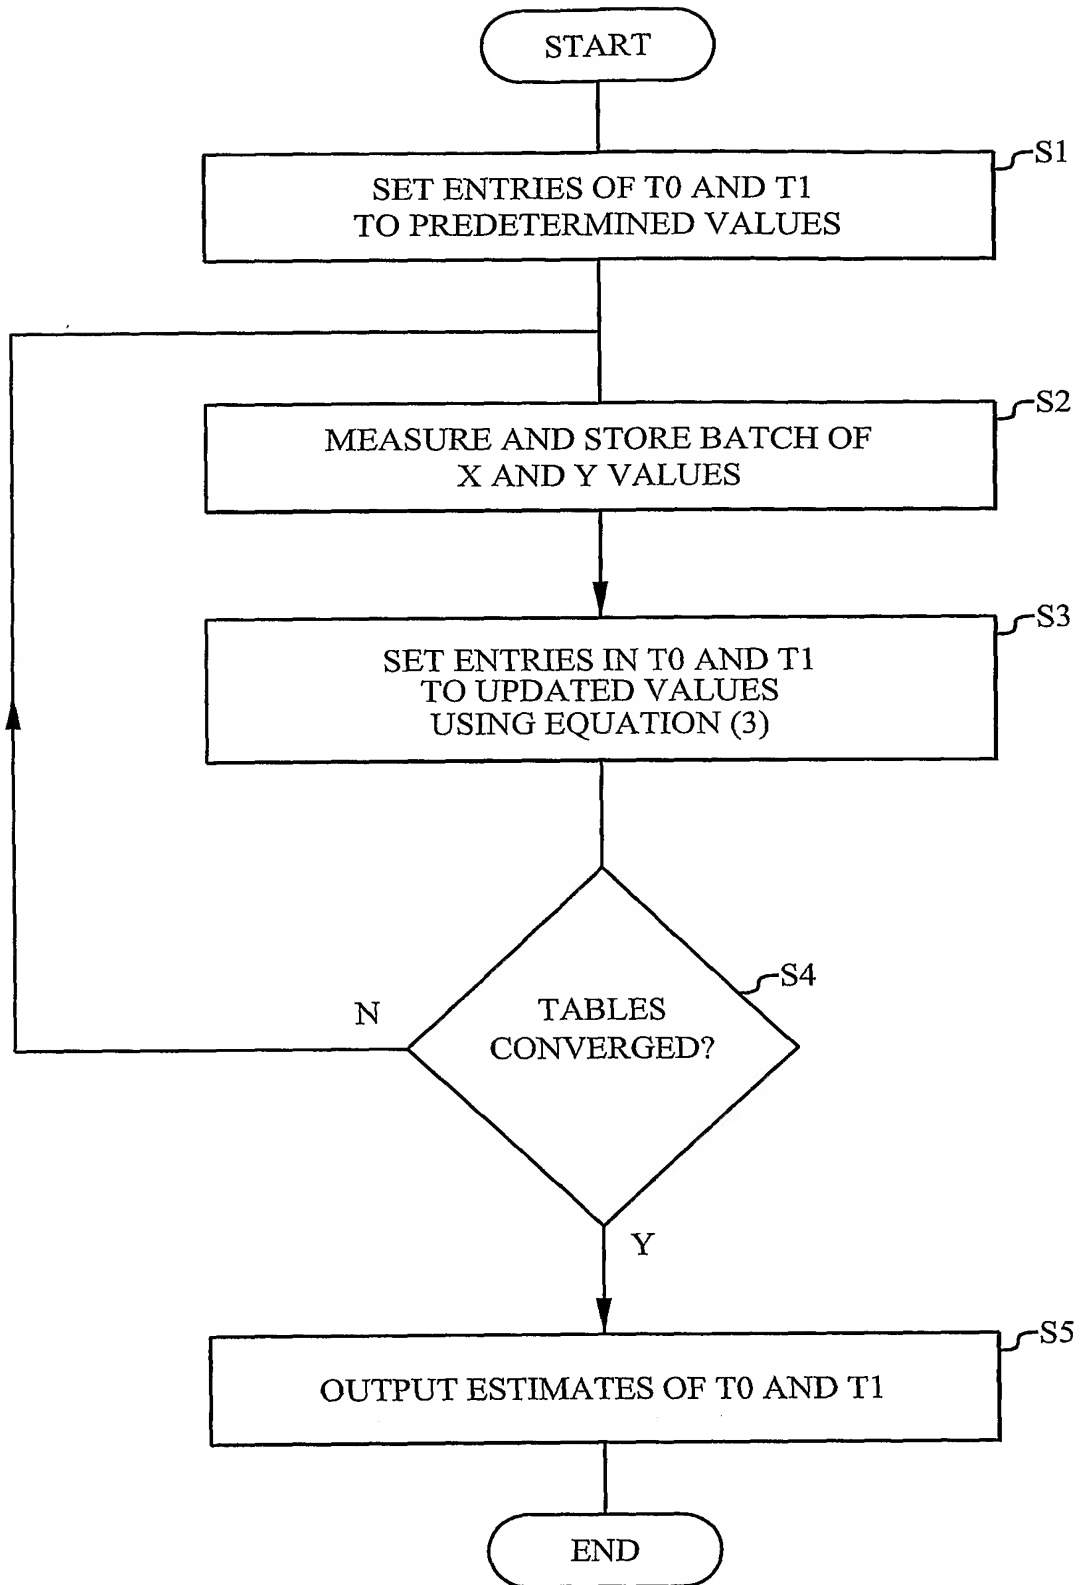 START
S1
SET ENTRIES OF T0 AND T1
TO PREDETERMINED VALUES
S2
MEASURE AND STORE BATCH OF
X AND Y VALUES
S3
SET ENTRIES IN T0 AND T1
TO UPDATED VALUES
USING EQUATION (3)
S4
N
TABLES
CONVERGED?
Y
S5
OUTPUT ESTIMATES OF T0 AND T1
END